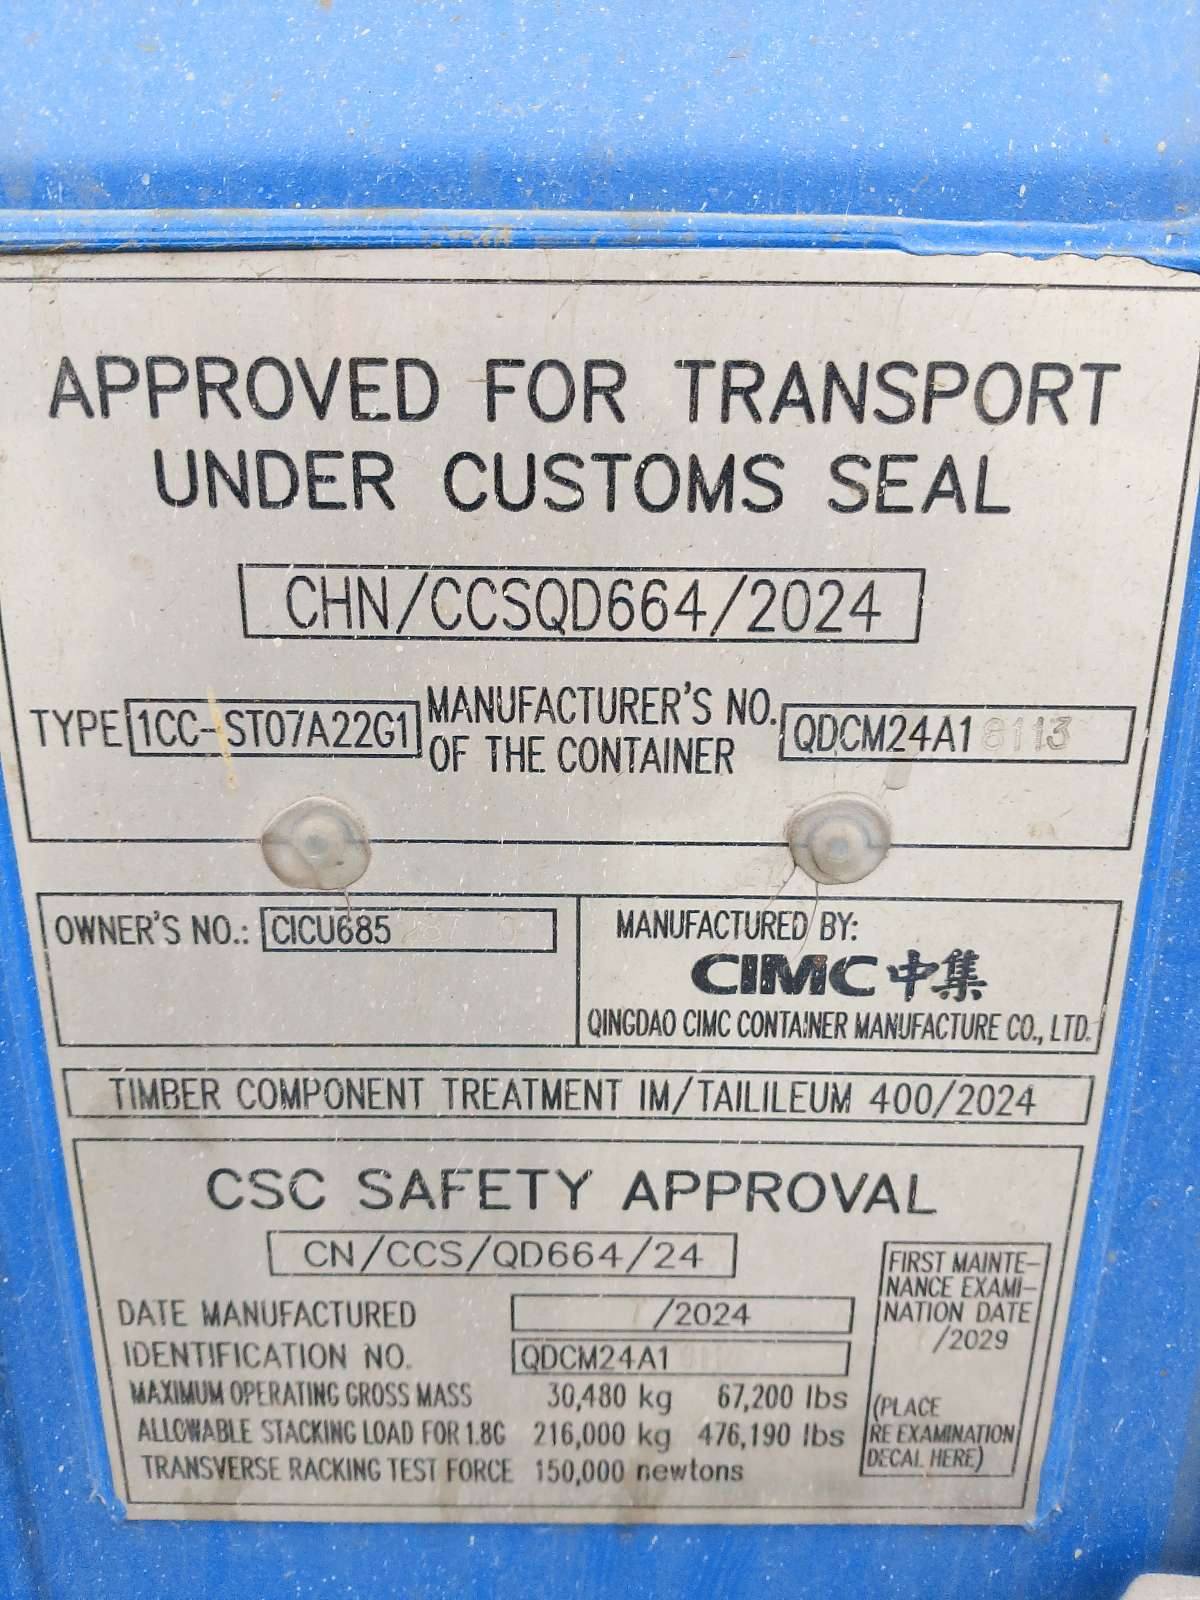 APPROVED FOR TRANSPORT
UNDER CUSTOMS SEAL
CHN/CCSQD664/2024
TYPE 1CC-ST07A22G1 MANUFACTURER'S NO. OF THE CONTAINER QDCM24A18113
OWNER'S NO.: CICU685
MANUFACTURED BY:
CIMC 中集
QINGDAO CIMC CONTAINER MANUFACTURE CO., LTD.
TIMBER COMPONENT TREATMENT IM/TAILILEUM 400/2024
CSC SAFETY APPROVAL
CN/CCS/QD664/24
DATE MANUFACTURED /2024
IDENTIFICATION NO. QDCM24A1
MAXIMUM OPERATING GROSS MASS 30,480 kg 67,200 lbs
ALLOWABLE STACKING LOAD FOR 1.8G 216,000 kg 476,190 lbs
TRANSVERSE RACKING TEST FORCE 150,000 newtons
FIRST MAINTE-
NANCE EXAMI-
NATION DATE
/2029
(PLACE
RE EXAMINATION
DECAL HERE)